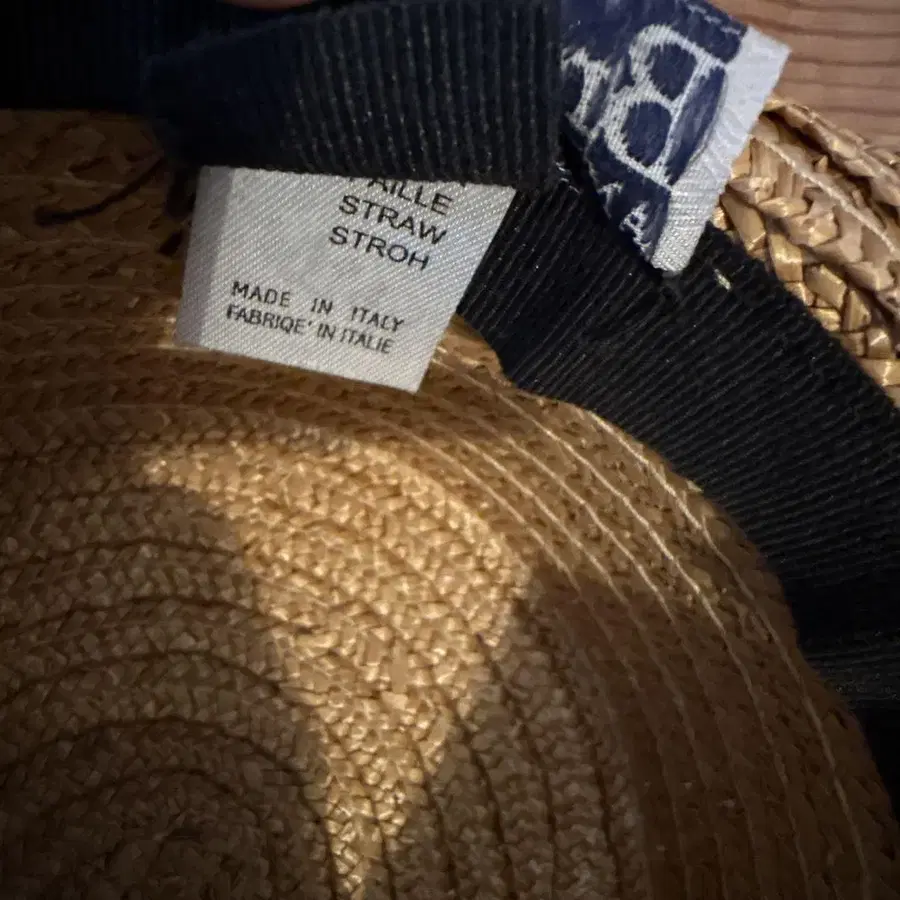 AILLE
STRAW
STROH
MADE IN ITALY
FABRIQE' IN ITALIE
B